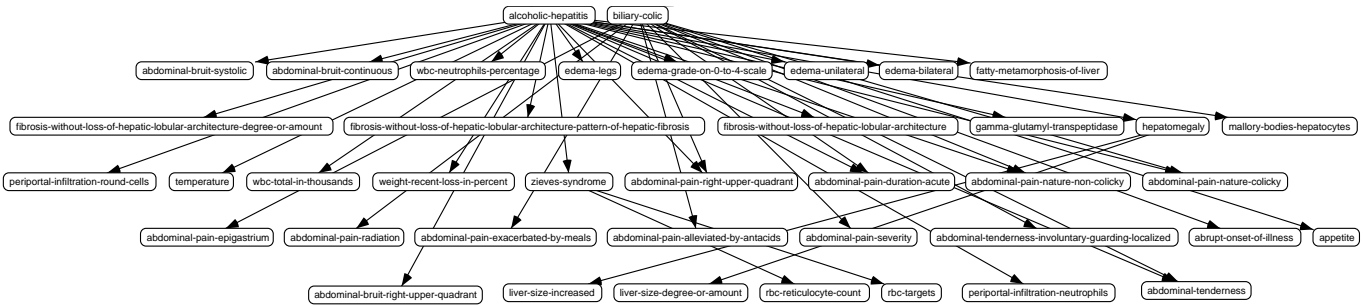 alcoholic-hepatitis
biliary-colic
abdominal-bruit-systolic
abdominal-bruit-continuous
wbc-neutrophils-percentage
edema-legs
edema-grade-on-0-to-4-scale
edema-unilateral
edema-bilateral
fatty-metamorphosis-of-liver
fibrosis-without-loss-of-hepatic-lobular-architecture-degree-or-amount
fibrosis-without-loss-of-hepatic-lobular-architecture-pattern-of-hepatic-fibrosis
fibrosis-without-loss-of-hepatic-lobular-architecture
gamma-glutamyl-transpeptidase
hepatomegaly
mallory-bodies-hepatocytes
periportal-infiltration-round-cells
temperature
wbc-total-in-thousands
weight-recent-loss-in-percent
zieves-syndrome
abdominal-pain-right-upper-quadrant
abdominal-pain-duration-acute
abdominal-pain-nature-non-colicky
abdominal-pain-nature-colicky
abdominal-pain-epigastrium
abdominal-pain-radiation
abdominal-pain-exacerbated-by-meals
abdominal-pain-alleviated-by-antacids
abdominal-pain-severity
abdominal-tenderness-involuntary-guarding-localized
abrupt-onset-of-illness
appetite
abdominal-bruit-right-upper-quadrant
liver-size-increased
liver-size-degree-or-amount
rbc-reticulocyte-count
rbc-targets
periportal-infiltration-neutrophils
abdominal-tenderness